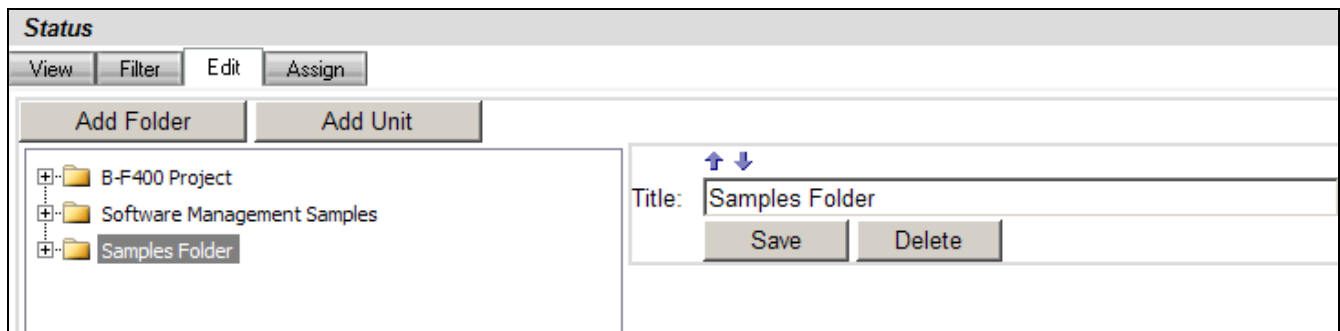 Status
View Filter Edit Assign
Add Folder Add Unit
B-F400 Project
Software Management Samples
Samples Folder
Title: Samples Folder
Save Delete